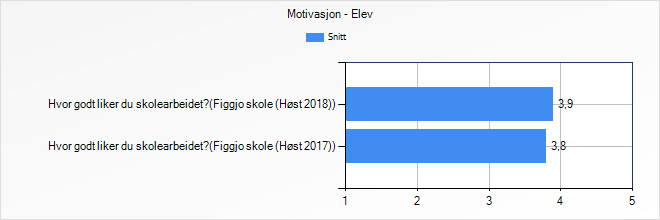 Motivasjon - Elev
Snitt
Hvor godt liker du skolearbeidet?(Figgjo skole (Høst 2018))
3,9
Hvor godt liker du skolearbeidet?(Figgjo skole (Høst 2017))
3,8
1 2 3 4 5